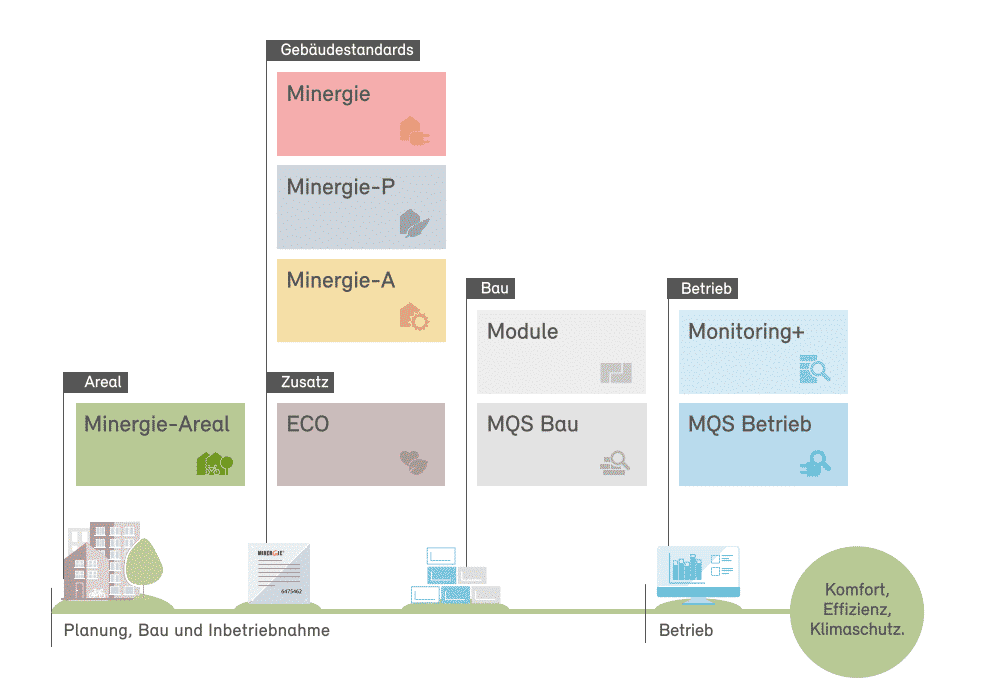 Gebäudestandards
Minergie
Minergie-P
Minergie-A
Bau
Betrieb
Module
Monitoring+
Areal
Zusatz
Minergie-Areal
ECO
MQS Bau
MQS Betrieb
MINERGIE®
6475462
Komfort,
Effizienz,
Klimaschutz.
Planung, Bau und Inbetriebnahme
Betrieb